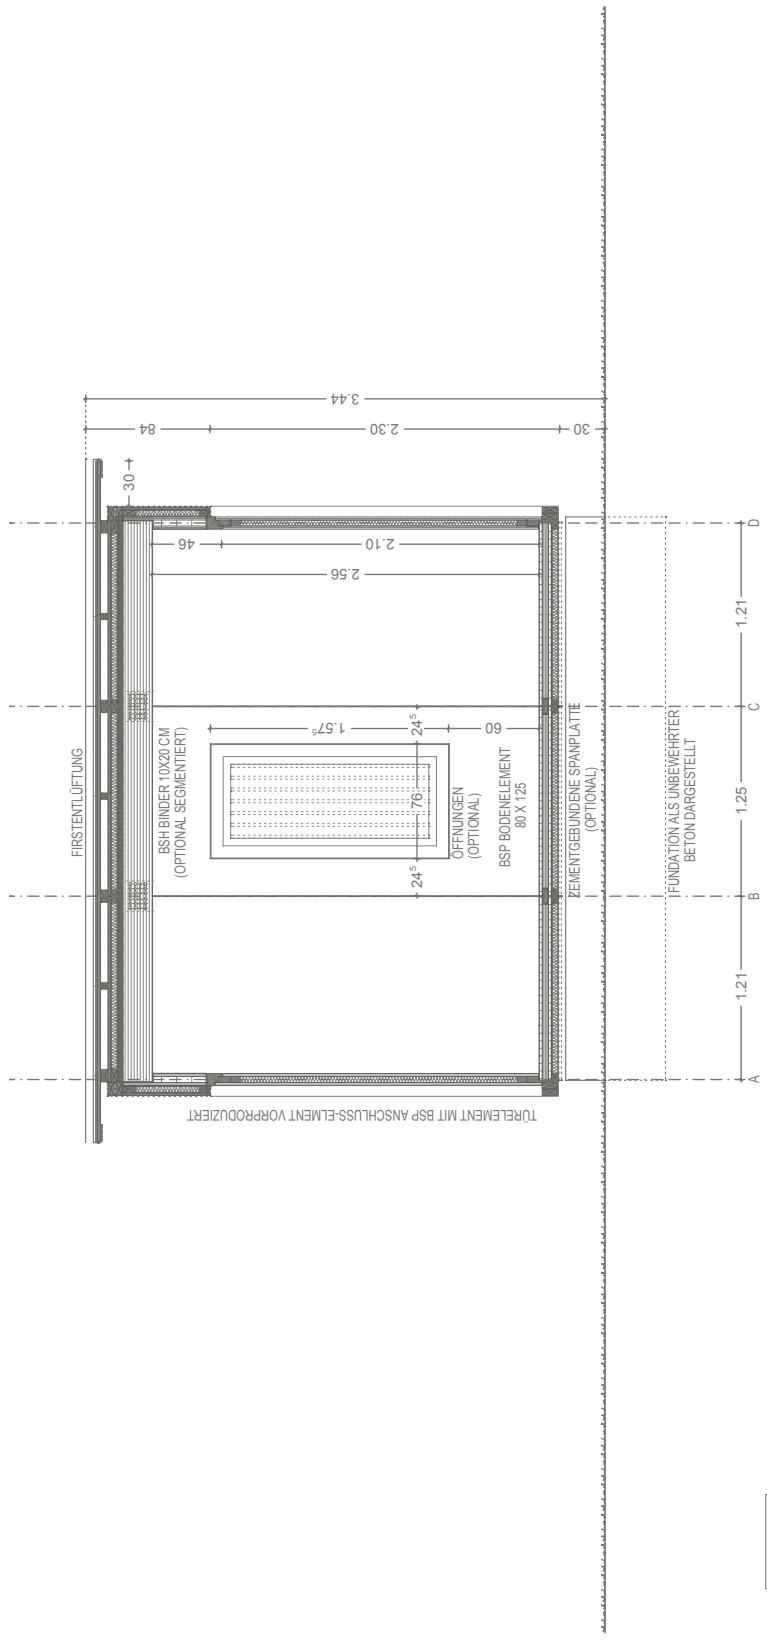 FIRSTENTLÜFTUNG
BSH BINDER 10X20 CM
(OPTIONAL SEGMENTIERT)
ÖFFNUNGEN
(OPTIONAL)
BSP BODENELEMENT
80 X 125
ZEMENTGEBUNDENE SPANPLATTE
(OPTIONAL)
FUNDATION ALS UNBEWEHRTER
BETON DARGESTELLT
TÜRELEMENT MIT BSP ANSCHLUSS-ELMENT VORPRODUZIERT
3.44
84
2.30
30
30
46
2.10
2.56
1.57⁵
60
24⁵
76
24⁵
1.21
1.25
1.21
A
B
C
D